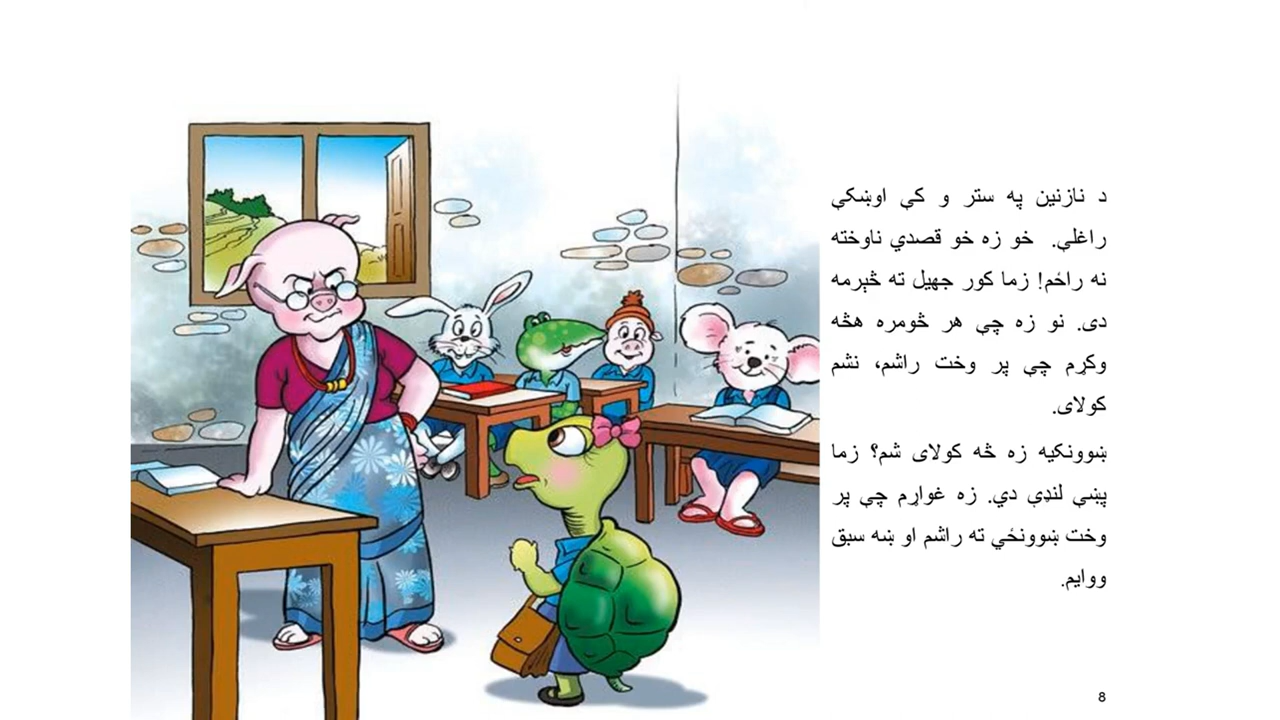 د نازنین په ستر و کې اوښکې
راغلې. خو زه خو قصدي ناوخته
نه راځم! زما کور جهیل ته څېرمه
دی. نو زه چې هر څومره هڅه
وکړم چې پر وخت راشم، نشم
کولای.
ښوونکیه زه څه کولای شم؟ زما
پښې لنډې دي. زه غواړم چې پر
وخت ښوونځي ته راشم او ښه سبق
ووایم.
8